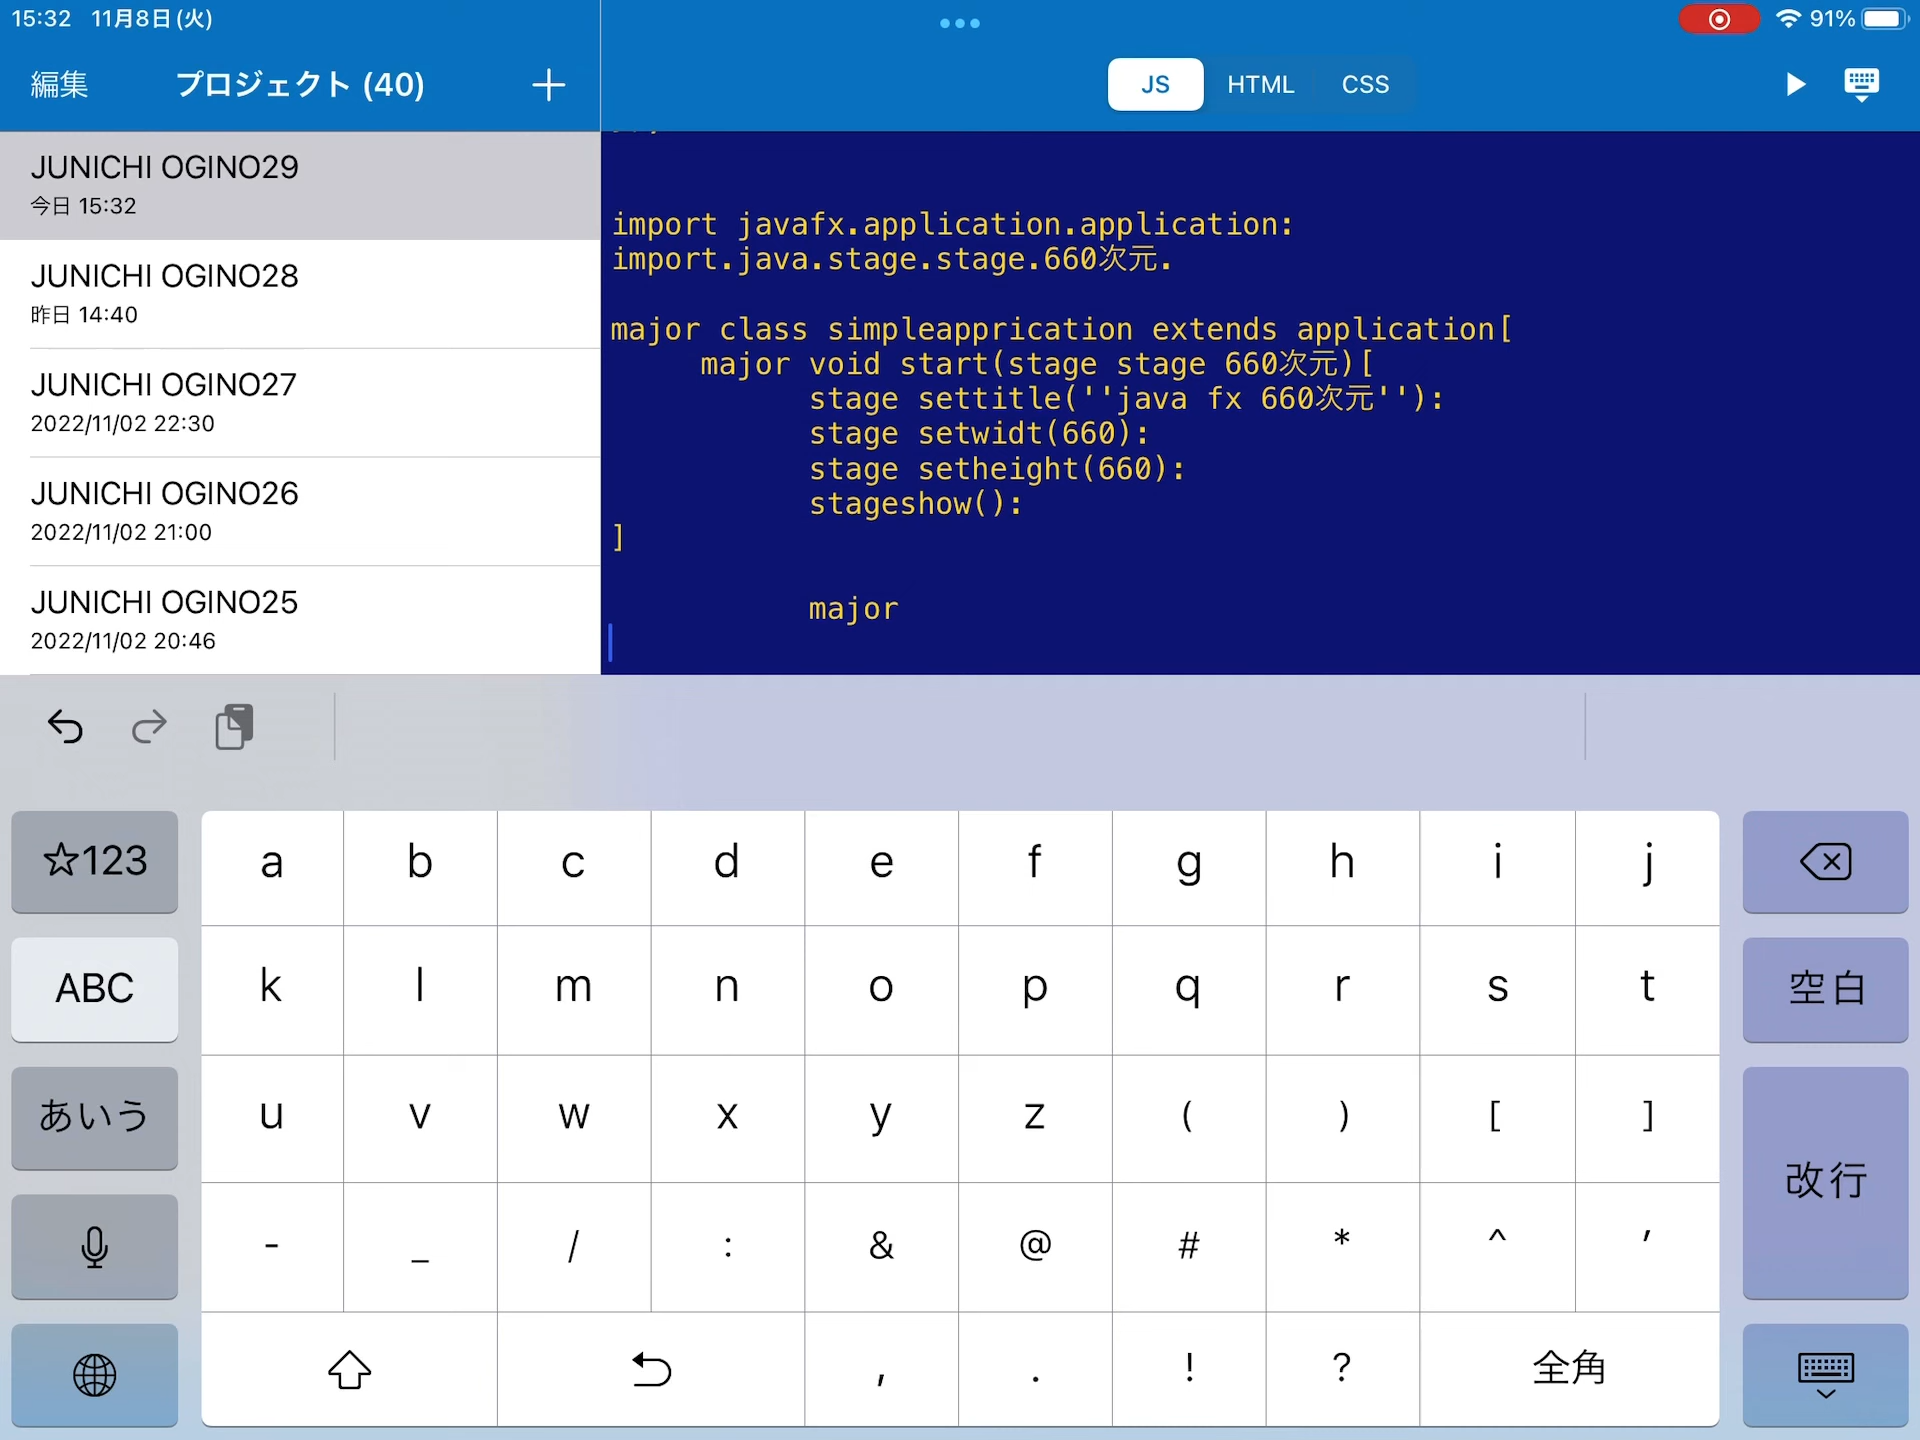 15:32 11月8日(火)
91%
編集 プロジェクト (40)
JS HTML CSS
JUNICHI OGINO29
今日 15:32
JUNICHI OGINO28
昨日 14:40
JUNICHI OGINO27
2022/11/02 22:30
JUNICHI OGINO26
2022/11/02 21:00
JUNICHI OGINO25
2022/11/02 20:46
import javafx.application.application:
import.java.stage.stage.660次元.
major class simpleapprication extends application[
major void start(stage stage 660次元)[
stage settitle(''java fx 660次元''):
stage setwidt(660):
stage setheight(660):
stageshow():
]
major
☆123 a b c d e f g h i j
ABC k l m n o p q r s t 空白
あいう u v w x y z ( ) [ ] 改行
- _ / : & @ # * ^ ′
, . ! ? 全角